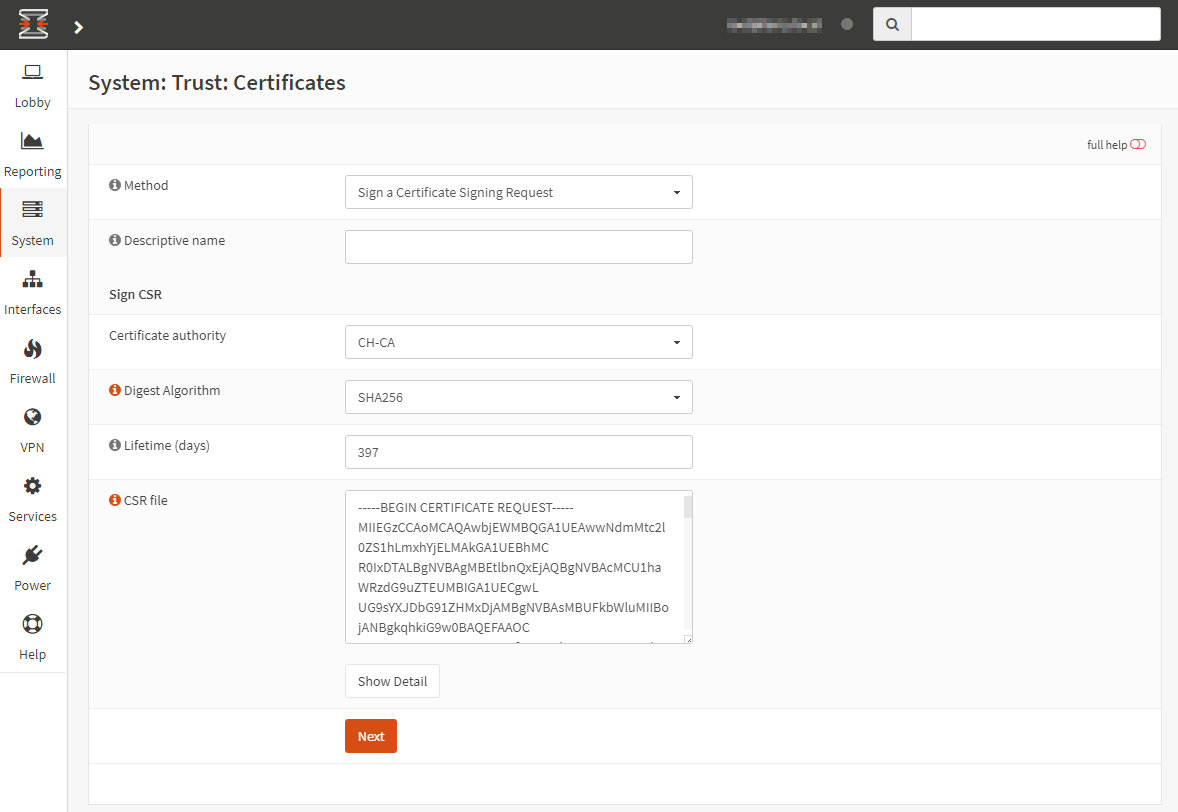 System: Trust: Certificates
full help
Lobby
Reporting
System
Interfaces
Firewall
VPN
Services
Power
Help
Method
Sign a Certificate Signing Request
Descriptive name
Sign CSR
Certificate authority
CH-CA
Digest Algorithm
SHA256
Lifetime (days)
397
CSR file
-----BEGIN CERTIFICATE REQUEST-----
MIIEGzCCAoMCAQAwbjEWMBQGA1UEAwwNdmMtc2l
0ZS1hLmxhYjELMAkGA1UEBhMC
R0IxDTALBgNVBAgMBEtlbnQxEjAQBgNVBAcMCU1ha
WRzdG9uZTEUMBIGA1UECgwL
UG9sYXJDbG91ZHMxDjAMBgNVBAsMBUFkbWluMIIBo
jANBgkqhkiG9w0BAQEFAAOC
Show Detail
Next